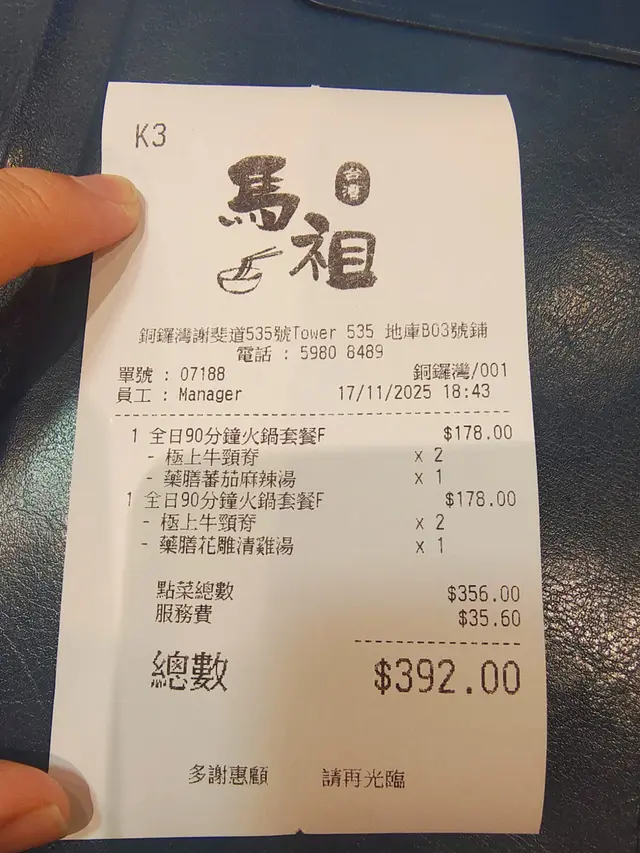 K3
台灣
馬祖
銅鑼灣謝斐道535號Tower 535 地庫B03號鋪
電話 : 5980 8489
單號 : 07188 銅鑼灣/001
員工 : Manager 17/11/2025 18:43
1 全日90分鐘火鍋套餐F $178.00
- 極上牛頸脊 x 2
- 藥膳蕃茄麻辣湯 x 1
1 全日90分鐘火鍋套餐F $178.00
- 極上牛頸脊 x 2
- 藥膳花雕清雞湯 x 1
點菜總數 $356.00
服務費 $35.60
總數 $392.00
多謝惠顧 請再光臨